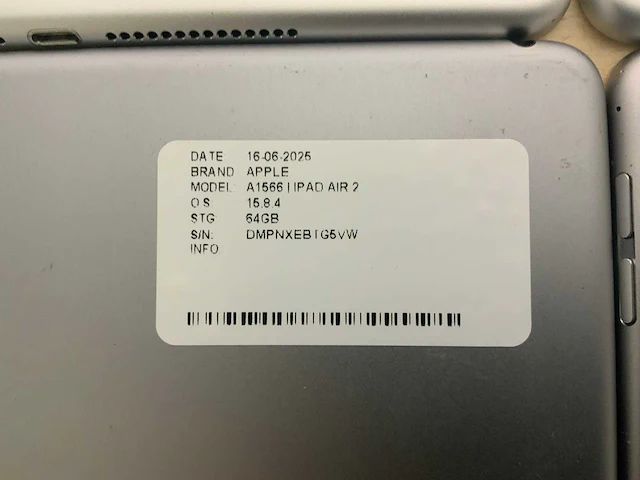 DATE 16-06-2025
BRAND APPLE
MODEL: A1566 | IPAD AIR 2
O S 15.8.4
STG 64GB
S/N: DMPNXEBTG5VW
INFO